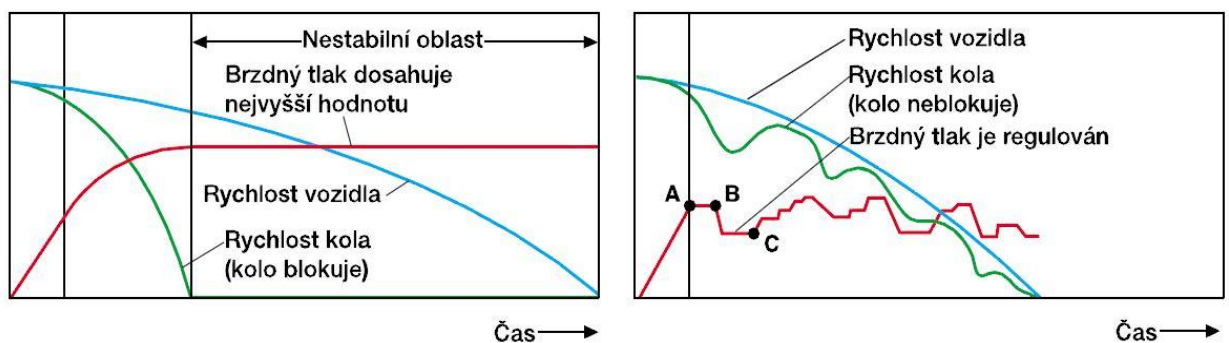 Nestabilní oblast
Brzdný tlak dosahuje
nejvyšší hodnotu
Rychlost vozidla
Rychlost kola
(kolo blokuje)
Čas
Rychlost vozidla
Rychlost kola
(kolo neblokuje)
Brzdný tlak je regulován
A
B
C
Čas